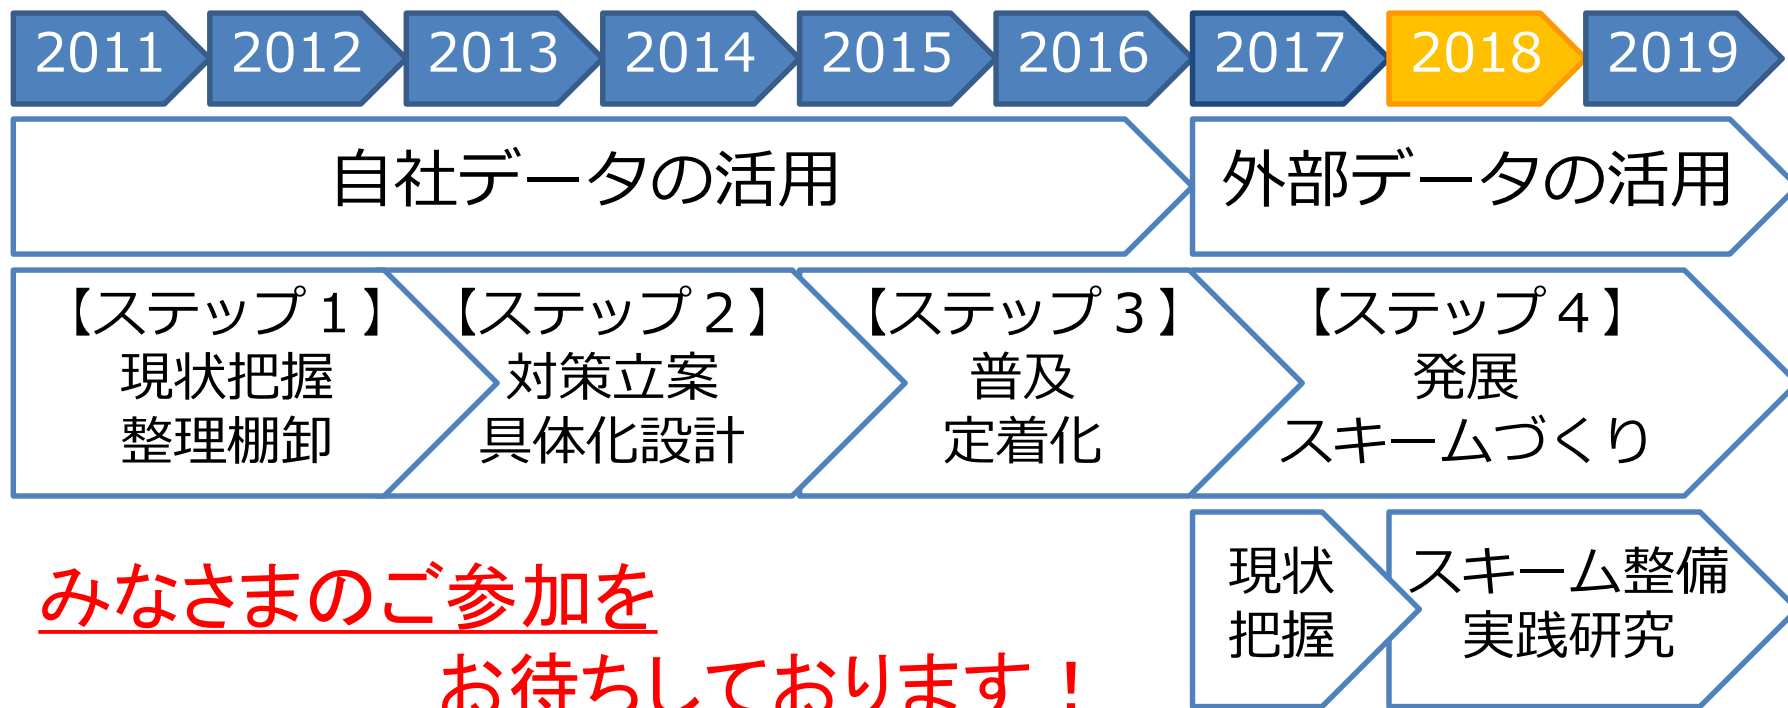 2011 2012 2013 2014 2015 2016 2017 2018 2019
自社データの活用 外部データの活用
【ステップ１】
現状把握
整理棚卸
【ステップ２】
対策立案
具体化設計
【ステップ３】
普及
定着化
【ステップ４】
発展
スキームづくり
現状
把握
スキーム整備
実践研究
みなさまのご参加を
お待ちしております！